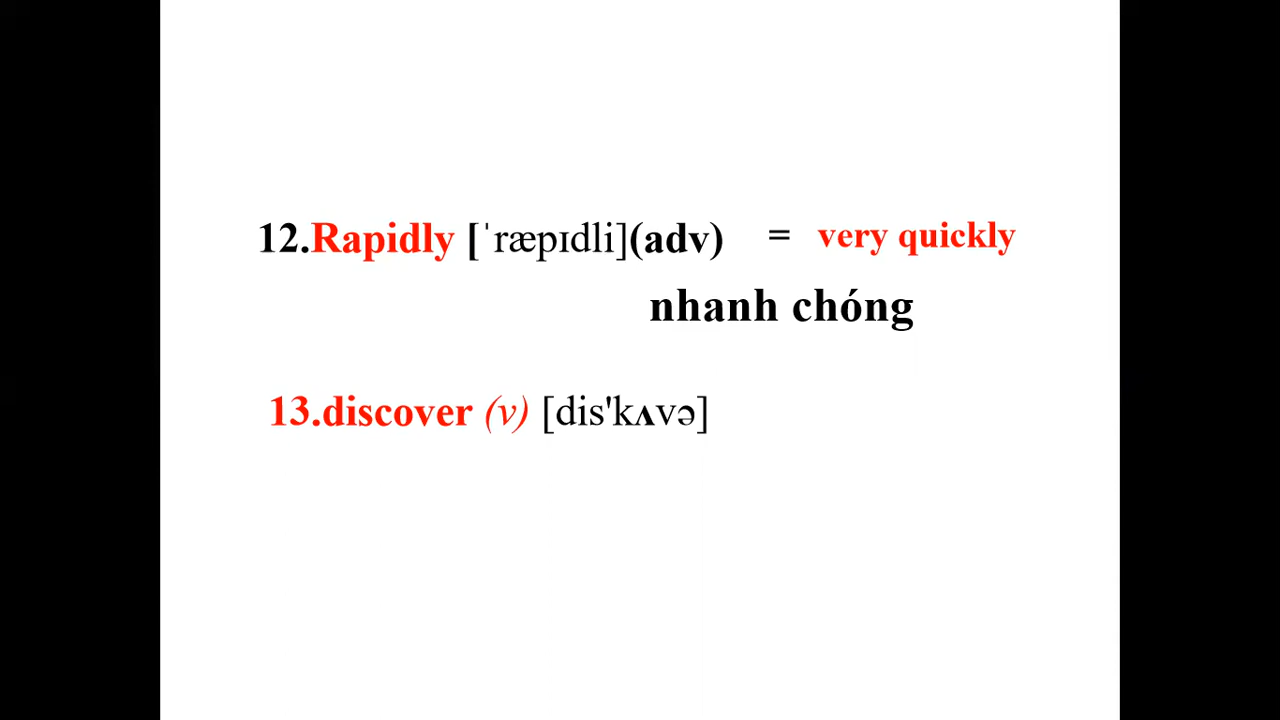 12.Rapidly [ˈræpɪdli](adv) = very quickly
nhanh chóng
13.discover (v) [dis'kʌvə]